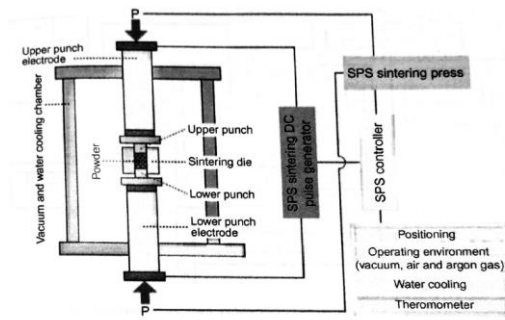 P
Upper punch
electrode
Vacuum and water cooling chamber
Powder
Upper punch
Sintering die
Lower punch
Lower punch
electrode
P
SPS sintering DC
pulse generator
SPS sintering press
SPS controller
Positioning
Operating environment
(vacuum, air and argon gas)
Water cooling
Theromometer